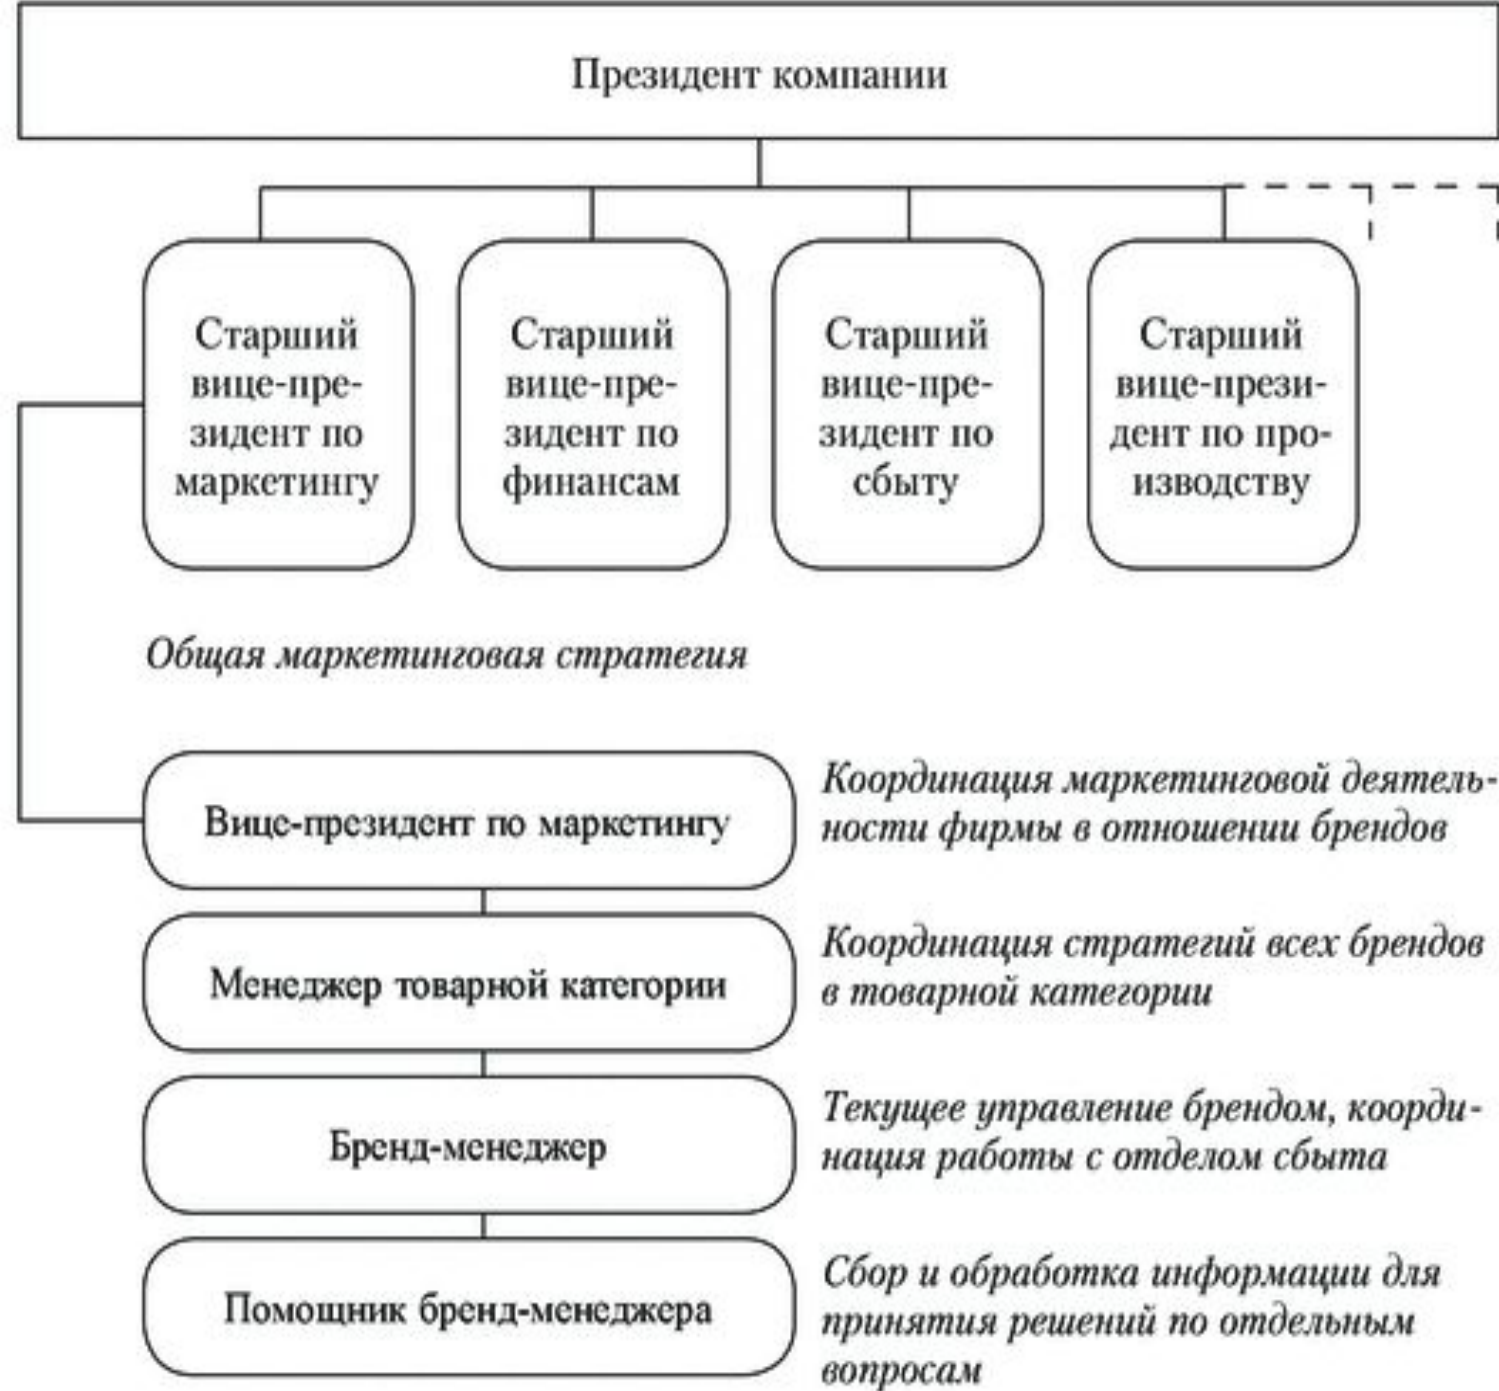 Президент компании
Старший
вице-пре-
зидент по
маркетингу
Старший
вице-пре-
зидент по
финансам
Старший
вице-пре-
зидент по
сбыту
Старший
вице-прези-
дент по про-
изводству
Общая маркетинговая стратегия
Вице-президент по маркетингу
Координация маркетинговой деятель-
ности фирмы в отношении брендов
Менеджер товарной категории
Координация стратегий всех брендов
в товарной категории
Бренд-менеджер
Текущее управление брендом, коорди-
нация работы с отделом сбыта
Помощник бренд-менеджера
Сбор и обработка информации для
принятия решений по отдельным
вопросам